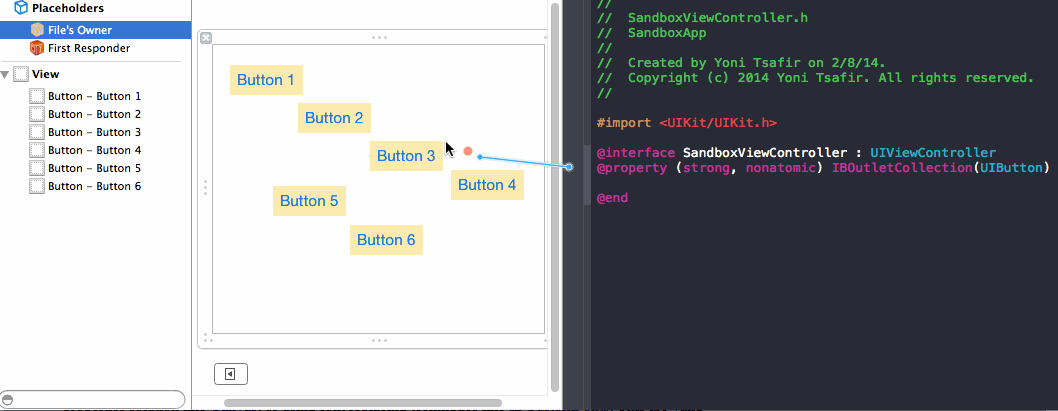 Placeholders
File's Owner
First Responder
View
Button – Button 1
Button – Button 2
Button – Button 3
Button – Button 4
Button – Button 5
Button – Button 6
Button 1
Button 2
Button 3
Button 4
Button 5
Button 6
//
// SandboxViewController.h
// SandboxApp
//
// Created by Yoni Tsafir on 2/8/14.
// Copyright (c) 2014 Yoni Tsafir. All rights reserved.
//
#import <UIKit/UIKit.h>
@interface SandboxViewController : UIViewController
@property (strong, nonatomic) IBOutletCollection(UIButton)
@end